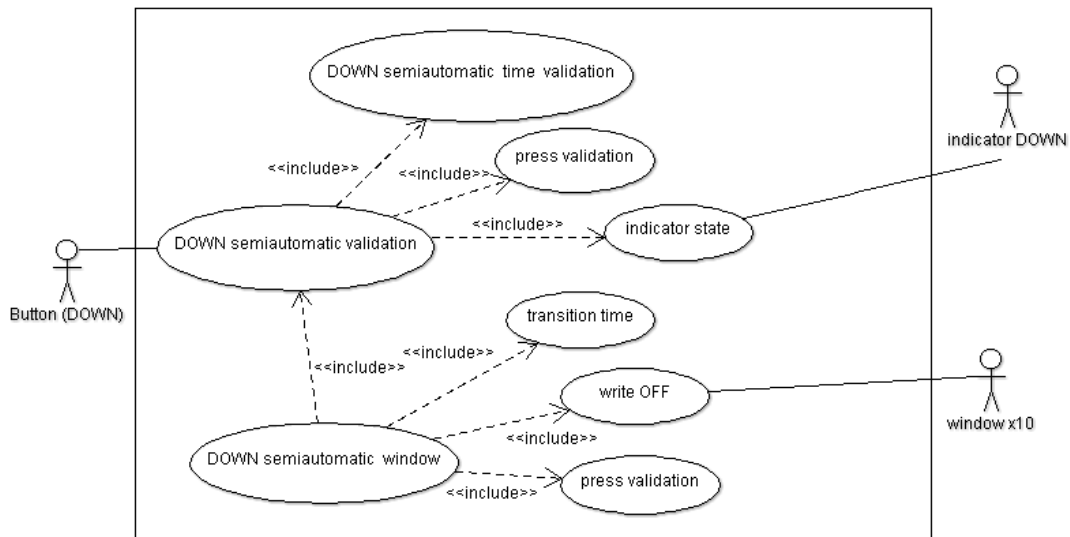 DOWN semiautomatic time validation
indicator DOWN
press validation
<<include>>
<<include>>
<<include>>
indicator state
DOWN semiautomatic validation
Button (DOWN)
transition time
<<include>>
<<include>>
write OFF
window x10
<<include>>
DOWN semiautomatic window
press validation
<<include>>